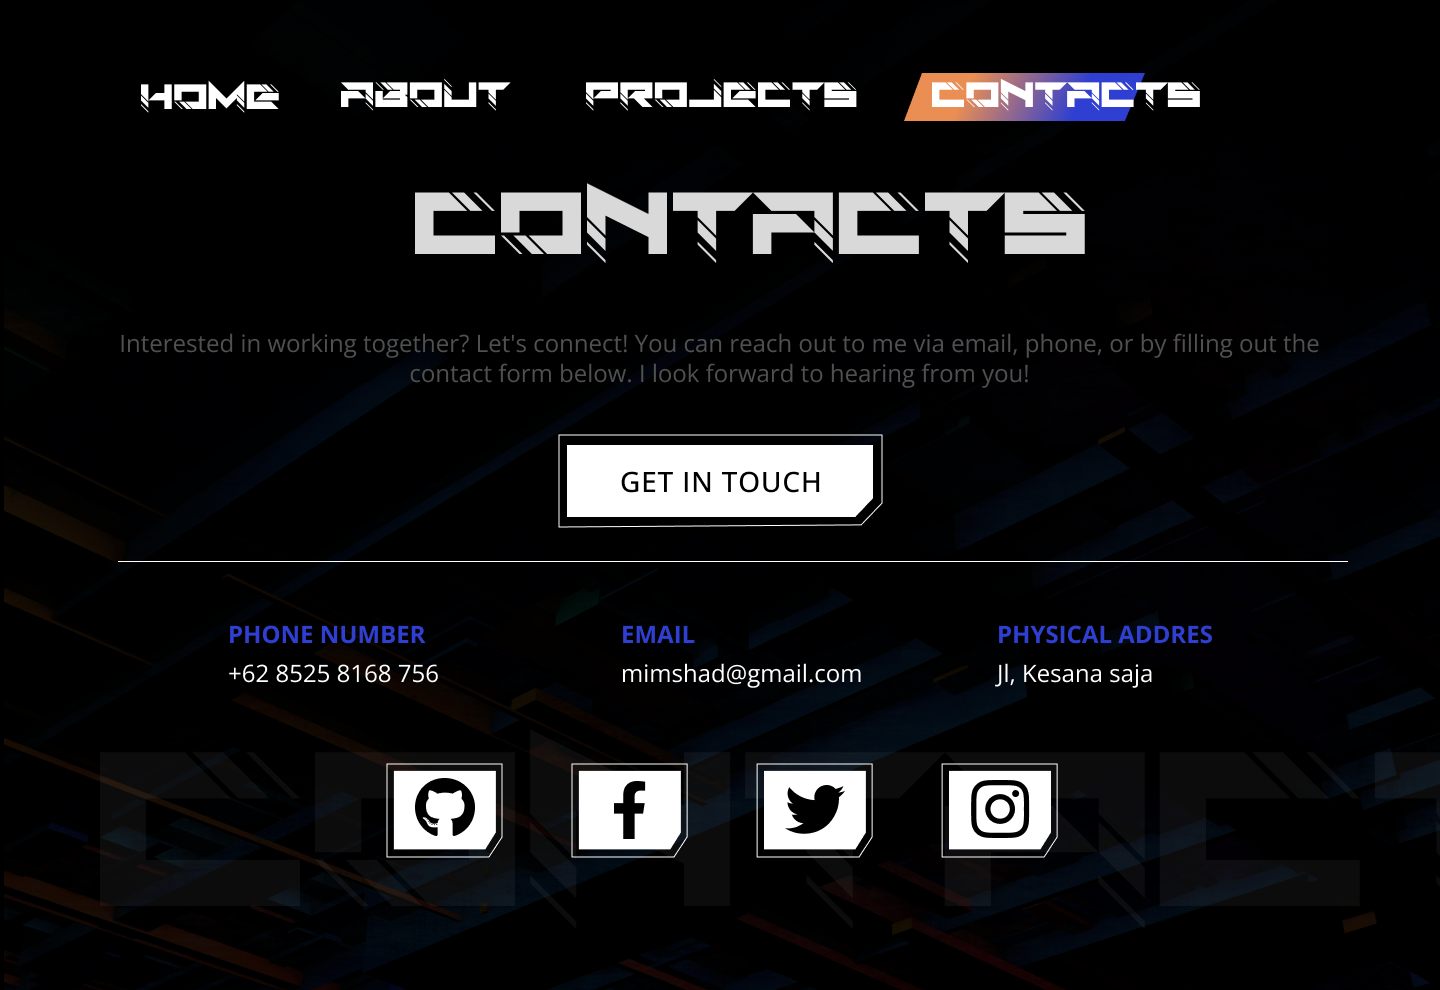 HOME ABOUT PROJECTS CONTACTS
CONTACTS
Interested in working together? Let's connect! You can reach out to me via email, phone, or by filling out the
contact form below. I look forward to hearing from you!
GET IN TOUCH
PHONE NUMBER EMAIL PHYSICAL ADDRES
+62 8525 8168 756 mimshad@gmail.com Jl, Kesana saja
CONTACT